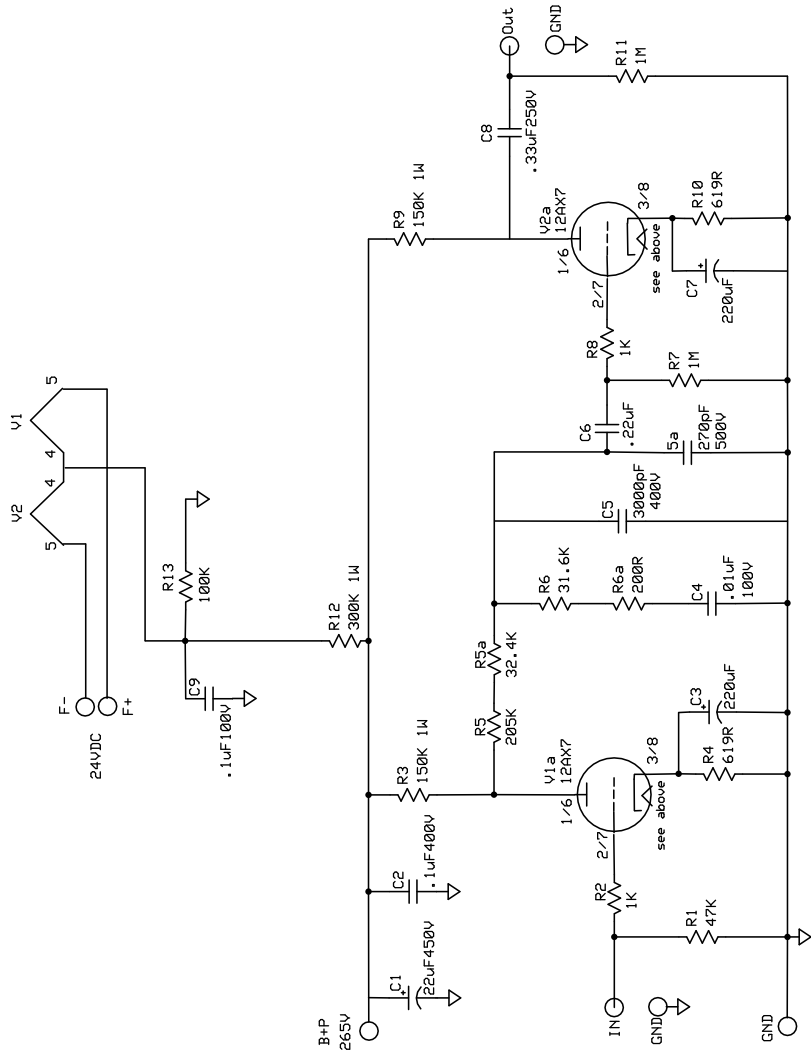 V2
V1
5
4
4
5
F-
F+
24VDC
C9
.1uF100V
R13
100K
R12
300K 1W
B+P
265V
C1
+
22uF450V
C2
.1uF400V
R3
150K 1W
R9
150K 1W
R5
205K
R5a
32.4K
V1a
12AX7
1/6
2/7
3/8
see above
R2
1K
IN
GND
R1
47K
R4
619R
C3
+
220uF
R6
31.6K
R6a
200R
C4
.01uF
100V
C5
3000pF
400V
5a
270pF
500V
C6
.22uF
R7
1M
R8
1K
V2a
12AX7
1/6
2/7
3/8
see above
C7
+
220uF
R10
619R
C8
.33uF250V
R11
1M
Out
GND
GND